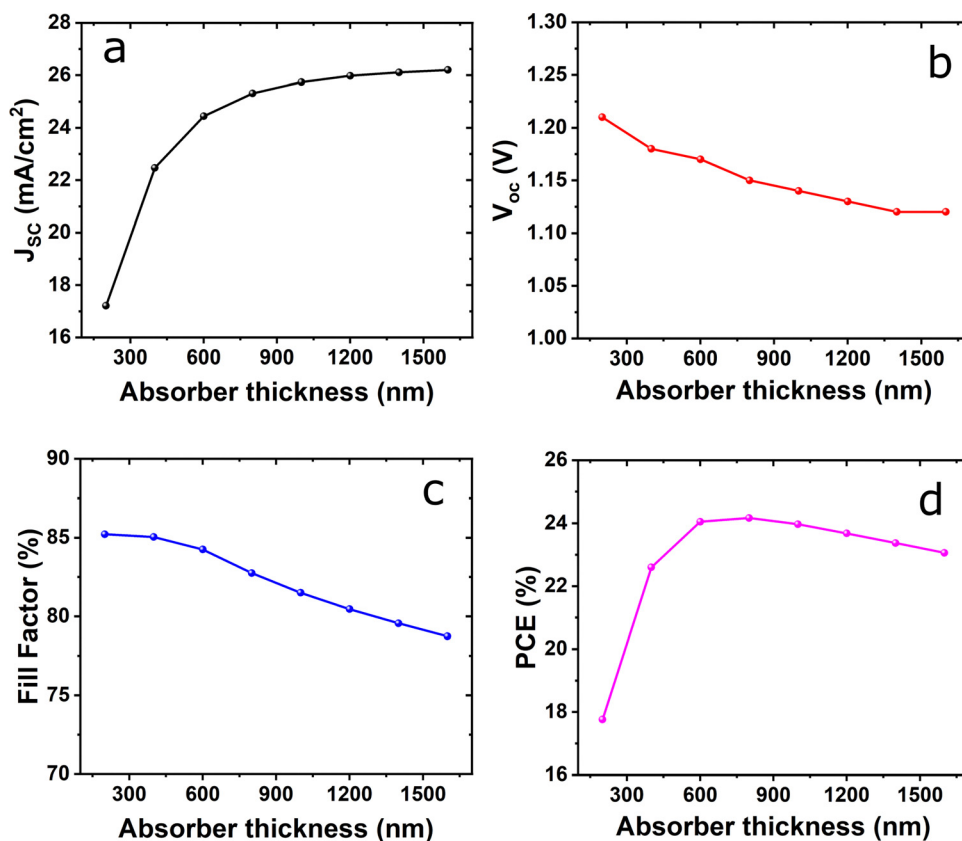 a
J_SC (mA/cm²)
28
26
24
22
20
18
16
300 600 900 1200 1500
Absorber thickness (nm)
b
V_oc (V)
1.30
1.25
1.20
1.15
1.10
1.05
1.00
300 600 900 1200 1500
Absorber thickness (nm)
c
Fill Factor (%)
90
85
80
75
70
300 600 900 1200 1500
Absorber thickness (nm)
d
PCE (%)
26
24
22
20
18
16
300 600 900 1200 1500
Absorber thickness (nm)